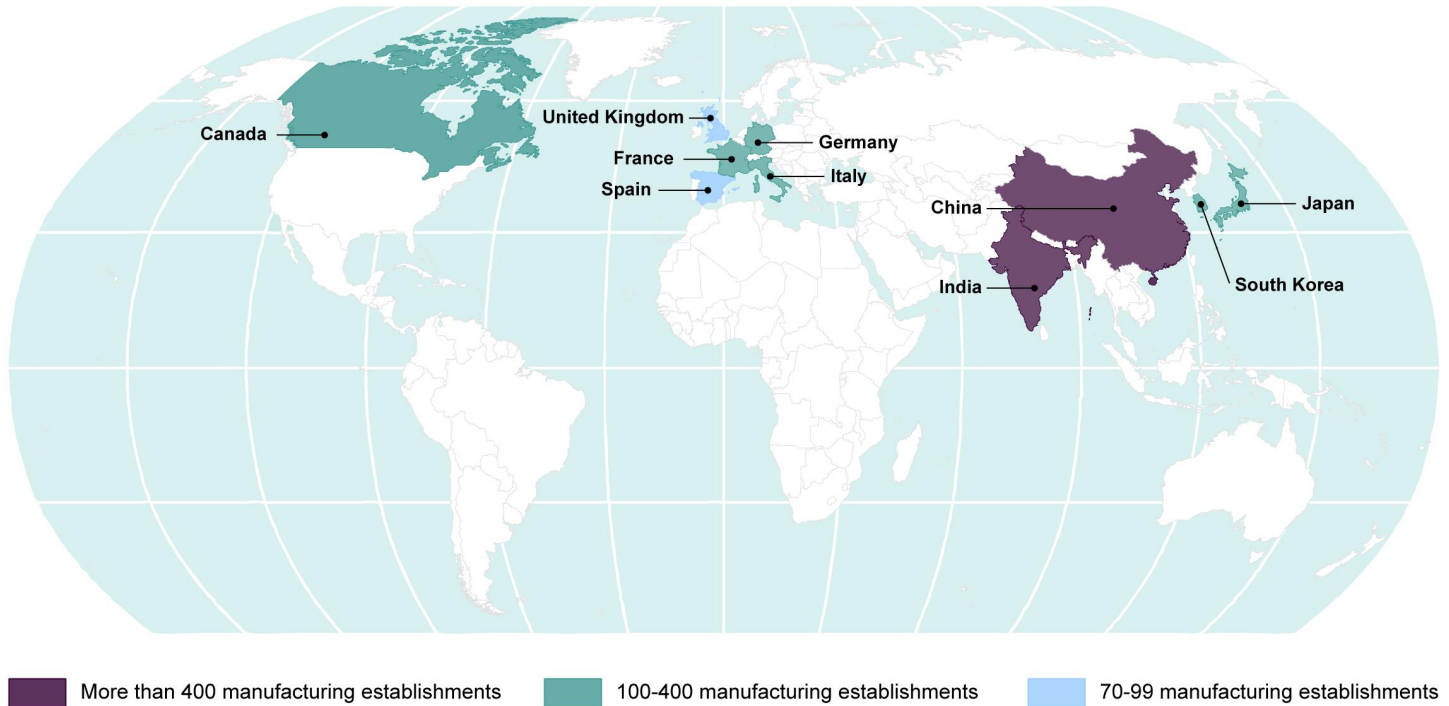 United Kingdom
Canada
Germany
France
Italy
Spain
China
Japan
India
South Korea
More than 400 manufacturing establishments
100-400 manufacturing establishments
70-99 manufacturing establishments